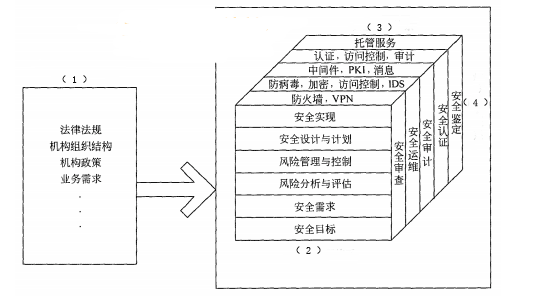 （3）
托管服务
认证, 访问控制, 审计
中间件, PKI, 消息
防病毒, 加密, 访问控制, IDS
防火墙, VPN
（1）
法律法规
机构组织结构
机构政策
业务需求
.
.
.
安全实现
安全设计与计划
风险管理与控制
风险分析与评估
安全需求
安全目标
（2）
安全审查
安全运维
安全审计
安全认证
安全鉴定
（4）